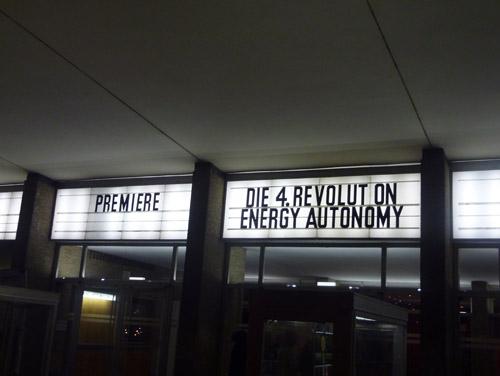 PREMIERE
DIE 4. REVOLUT ON
ENERGY AUTONOMY